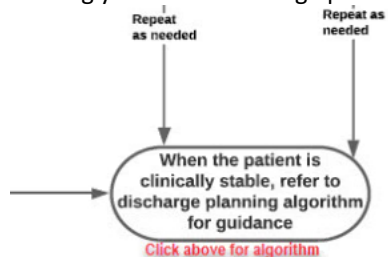 Repeat as needed
Repeat as needed
When the patient is
clinically stable, refer to
discharge planning algorithm
for guidance
Click above for algorithm